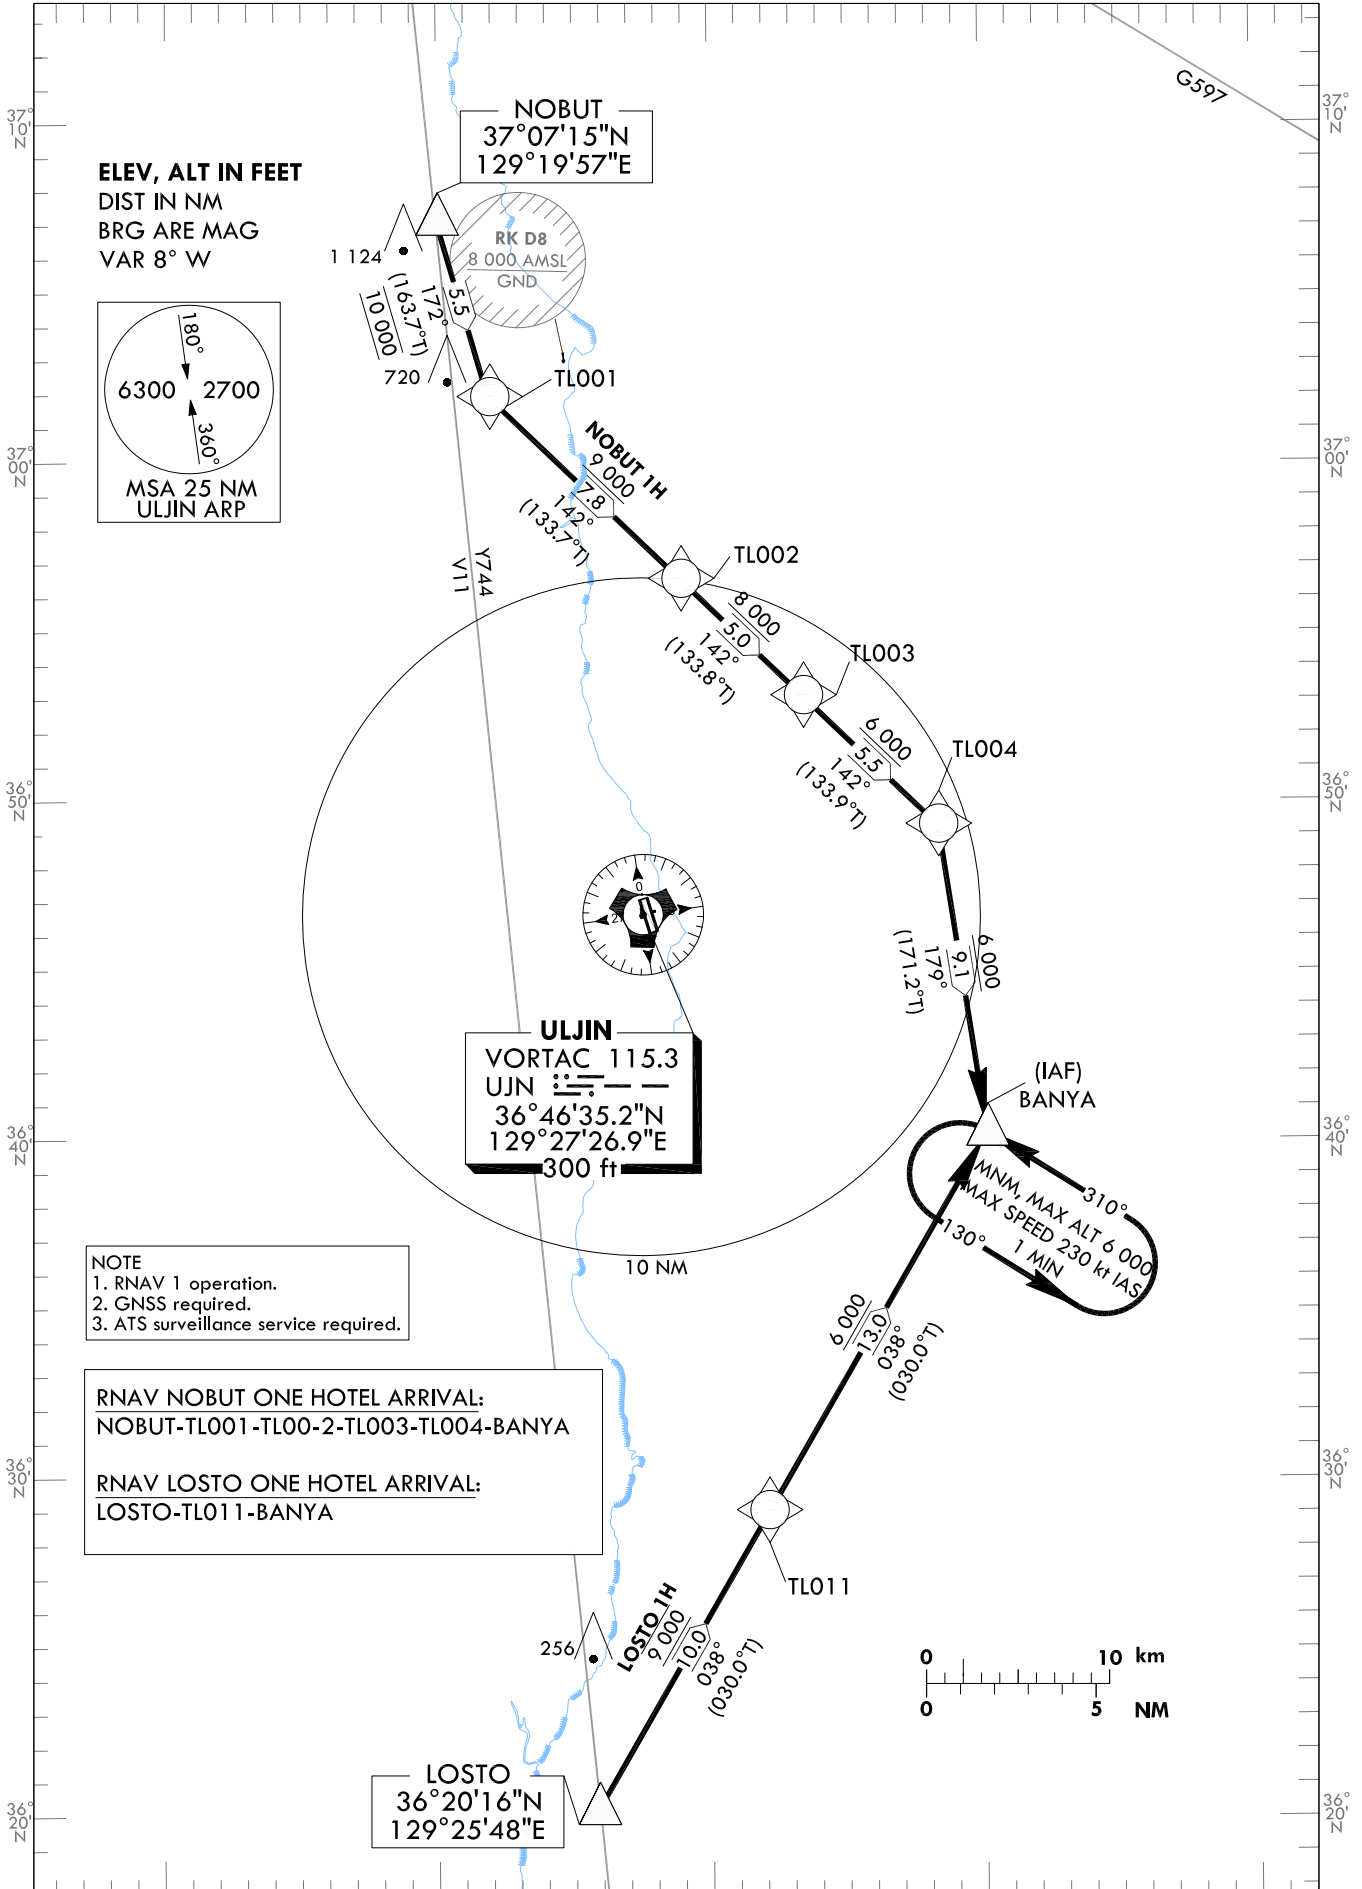 G597
37°
10'
N
37°
10'
N
NOBUT
37°07'15"N
129°19'57"E
ELEV, ALT IN FEET
DIST IN NM
BRG ARE MAG
VAR 8° W
1 124
RK D8
8 000 AMSL
GND
5.5
172°
(163.7°T)
10 000
180°
6300 2700
360°
MSA 25 NM
ULJIN ARP
720
TL001
37°
00'
N
37°
00'
N
NOBUT 1H
9 000
7.8
142°
(133.7°T)
Y744
V11
TL002
8 000
5.0
142°
(133.8°T)
TL003
6 000
5.5
142°
(133.9°T)
TL004
36°
50'
N
36°
50'
N
0
6 000
9.1
179°
(171.2°T)
ULJIN
VORTAC 115.3
UJN
36°46'35.2"N
129°27'26.9"E
300 ft
(IAF)
BANYA
36°
40'
N
36°
40'
N
310°
MNM, MAX ALT 6 000
MAX SPEED 230 kt IAS
1 MIN
130°
10 NM
NOTE
1. RNAV 1 operation.
2. GNSS required.
3. ATS surveillance service required.
6 000
13.0
038°
(030.0°T)
RNAV NOBUT ONE HOTEL ARRIVAL:
NOBUT-TL001-TL00-2-TL003-TL004-BANYA
RNAV LOSTO ONE HOTEL ARRIVAL:
LOSTO-TL011-BANYA
36°
30'
N
36°
30'
N
TL011
LOSTO 1H
9 000
10.0
038°
(030.0°T)
256
0 10 km
0 5 NM
LOSTO
36°20'16"N
129°25'48"E
36°
20'
N
36°
20'
N